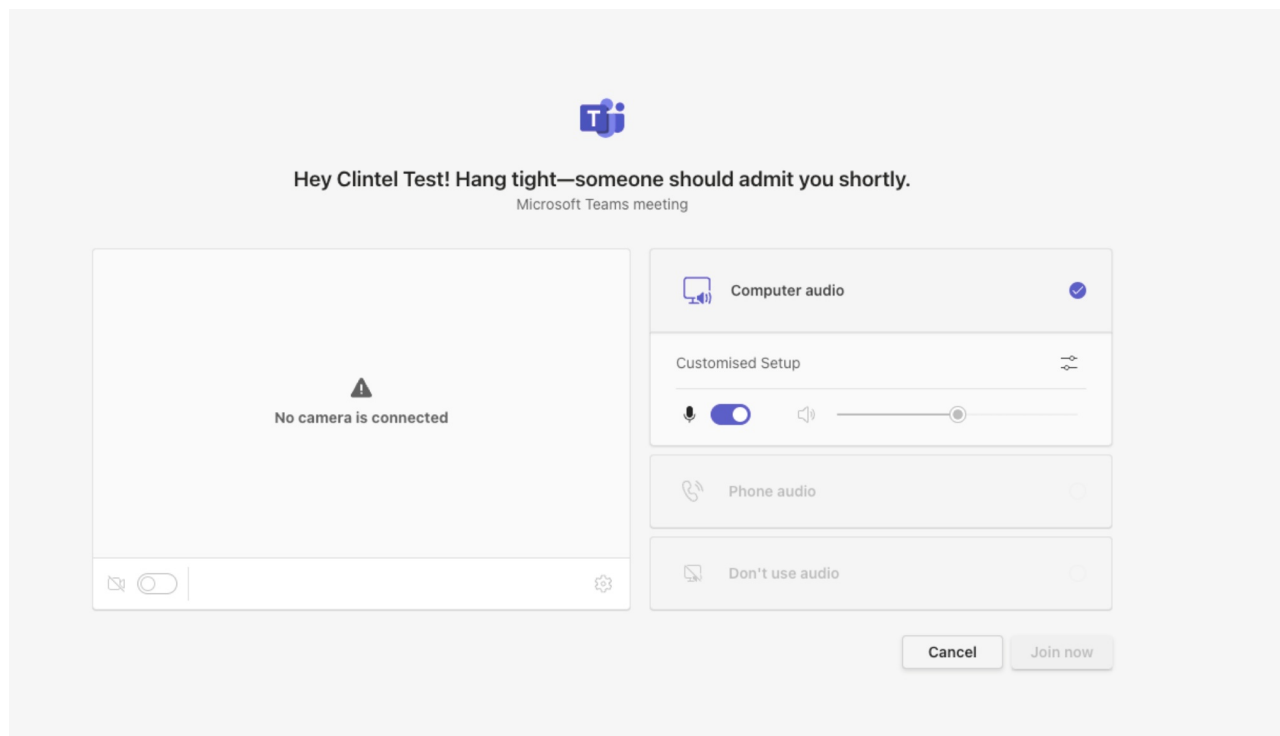 T
Hey Clintel Test! Hang tight—someone should admit you shortly.
Microsoft Teams meeting
No camera is connected
Computer audio
Customised Setup
Phone audio
Don't use audio
Cancel
Join now